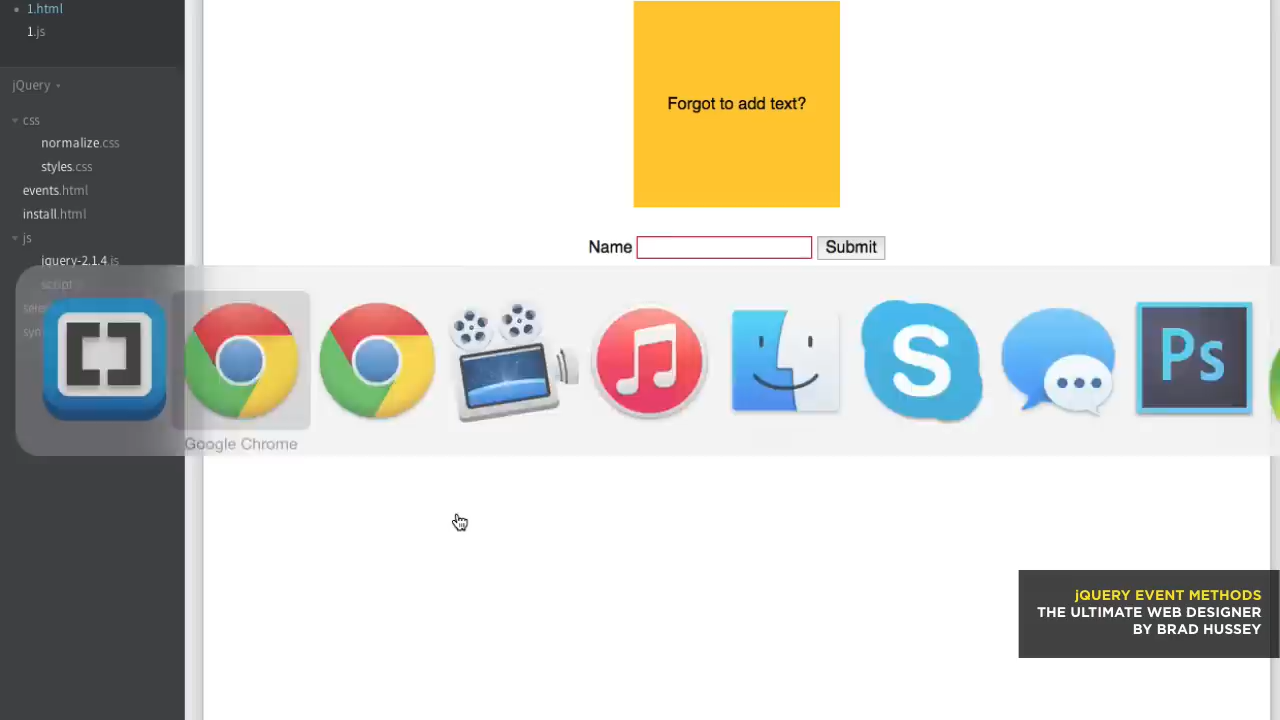 1.html
1.js
jQuery
css
normalize.css
styles.css
events.html
install.html
js
jquery-2.1.4.js
script
Forgot to add text?
Name
Submit
Google Chrome
S
Ps
jQUERY EVENT METHODS
THE ULTIMATE WEB DESIGNER
BY BRAD HUSSEY